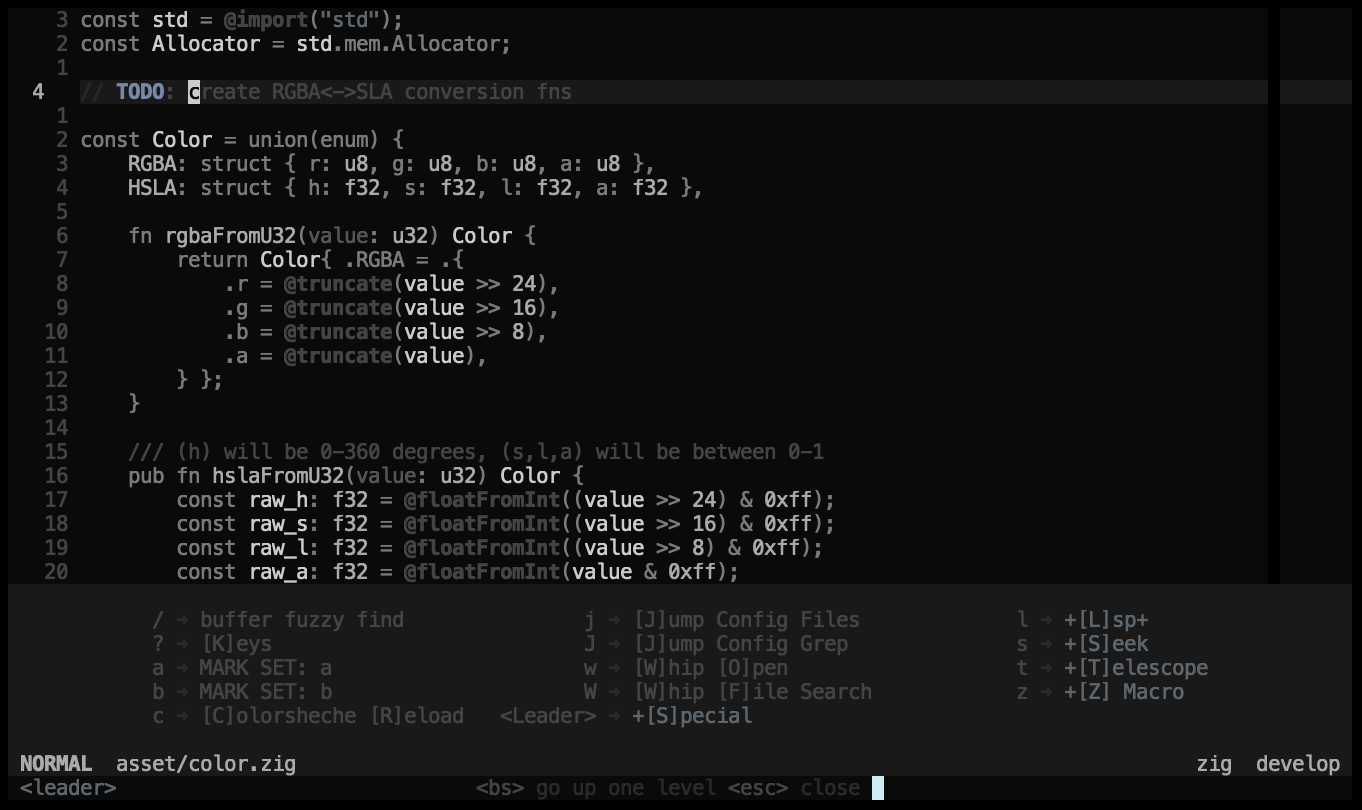 3 const std = @import("std");
2 const Allocator = std.mem.Allocator;
1
4 // TODO: create RGBA<->SLA conversion fns
1
2 const Color = union(enum) {
3 RGBA: struct { r: u8, g: u8, b: u8, a: u8 },
4 HSLA: struct { h: f32, s: f32, l: f32, a: f32 },
5
6 fn rgbaFromU32(value: u32) Color {
7 return Color{ .RGBA = .{
8 .r = @truncate(value >> 24),
9 .g = @truncate(value >> 16),
10 .b = @truncate(value >> 8),
11 .a = @truncate(value),
12 } };
13 }
14
15 /// (h) will be 0-360 degrees, (s,l,a) will be between 0-1
16 pub fn hslaFromU32(value: u32) Color {
17 const raw_h: f32 = @floatFromInt((value >> 24) & 0xff);
18 const raw_s: f32 = @floatFromInt((value >> 16) & 0xff);
19 const raw_l: f32 = @floatFromInt((value >> 8) & 0xff);
20 const raw_a: f32 = @floatFromInt(value & 0xff);
/ → buffer fuzzy find j → [J]ump Config Files l → +[L]sp+
? → [K]eys J → [J]ump Config Grep s → +[S]eek
a → MARK SET: a w → [W]hip [O]pen t → +[T]elescope
b → MARK SET: b W → [W]hip [F]ile Search z → +[Z] Macro
c → [C]olorsheche [R]eload <Leader> → +[S]pecial
NORMAL asset/color.zig zig develop
<leader> <bs> go up one level <esc> close